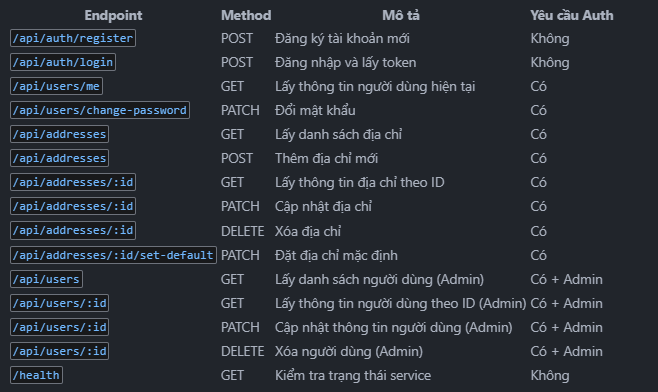 Endpoint Method Mô tả Yêu cầu Auth
/api/auth/register POST Đăng ký tài khoản mới Không
/api/auth/login POST Đăng nhập và lấy token Không
/api/users/me GET Lấy thông tin người dùng hiện tại Có
/api/users/change-password PATCH Đổi mật khẩu Có
/api/addresses GET Lấy danh sách địa chỉ Có
/api/addresses POST Thêm địa chỉ mới Có
/api/addresses/:id GET Lấy thông tin địa chỉ theo ID Có
/api/addresses/:id PATCH Cập nhật địa chỉ Có
/api/addresses/:id DELETE Xóa địa chỉ Có
/api/addresses/:id/set-default PATCH Đặt địa chỉ mặc định Có
/api/users GET Lấy danh sách người dùng (Admin) Có + Admin
/api/users/:id GET Lấy thông tin người dùng theo ID (Admin) Có + Admin
/api/users/:id PATCH Cập nhật thông tin người dùng (Admin) Có + Admin
/api/users/:id DELETE Xóa người dùng (Admin) Có + Admin
/health GET Kiểm tra trạng thái service Không